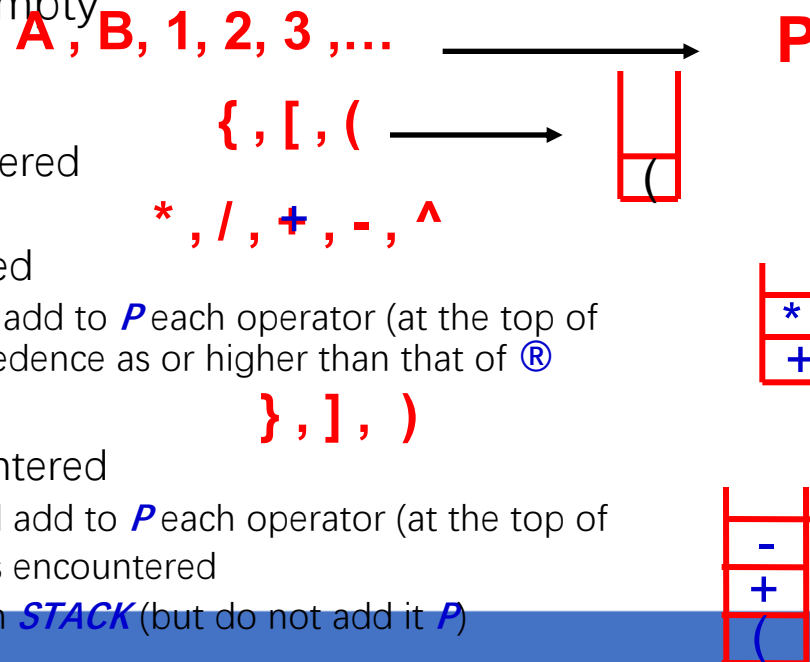 mpty
A , B, 1, 2, 3 ,... P
{ , [ , (
(
ered
* , / , + , - , ^
ed
add to P each operator (at the top of
*
edence as or higher than that of ®
+
} , ] , )
ntered
add to P each operator (at the top of
-
s encountered
+
STACK (but do not add it P)
(